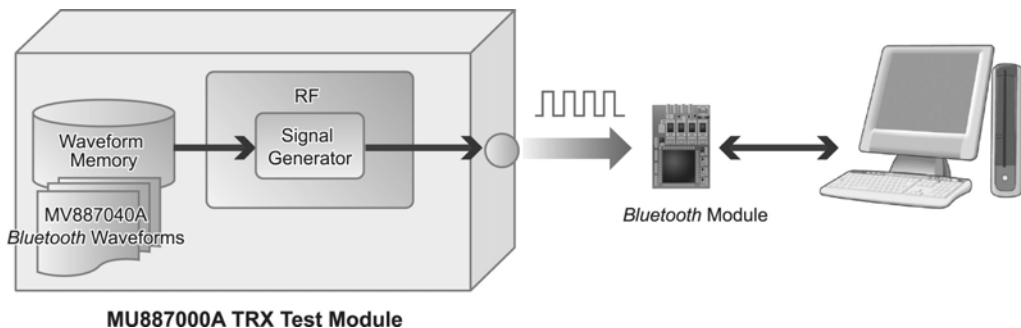 RF
Waveform
Memory
Signal
Generator
MV887040A
Bluetooth Waveforms
Bluetooth Module
MU887000A TRX Test Module